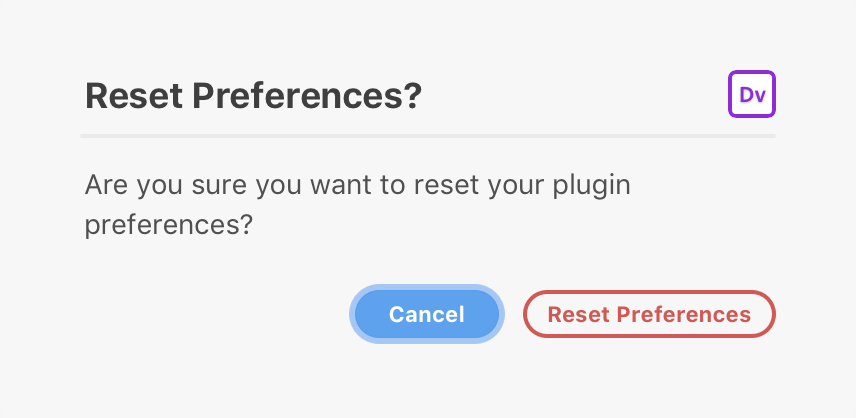 Reset Preferences?
Dv
Are you sure you want to reset your plugin
preferences?
Cancel
Reset Preferences